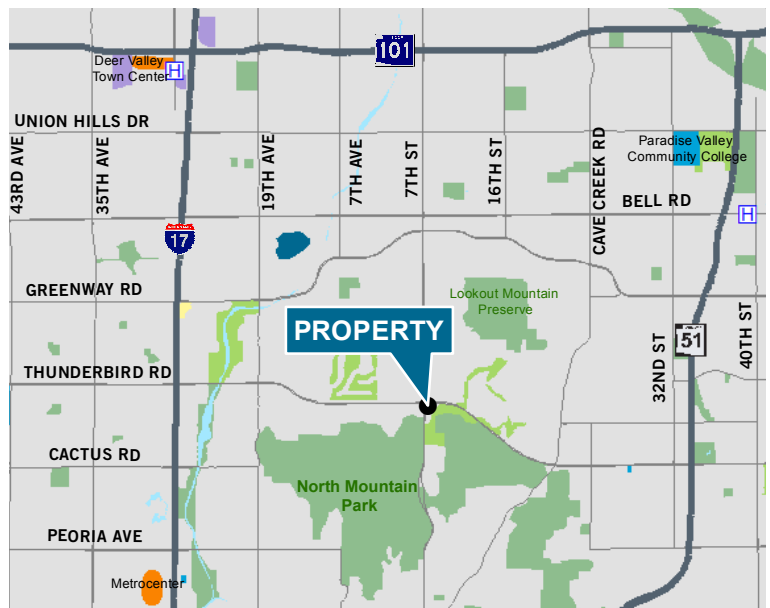 LOOP
101
Deer Valley
Town Center
H
UNION HILLS DR
43RD AVE
35TH AVE
19TH AVE
7TH AVE
7TH ST
16TH ST
CAVE CREEK RD
Paradise Valley
Community College
BELL RD
H
17
GREENWAY RD
Lookout Mountain
Preserve
PROPERTY
51
32ND ST
40TH ST
THUNDERBIRD RD
CACTUS RD
North Mountain
Park
PEORIA AVE
Metrocenter